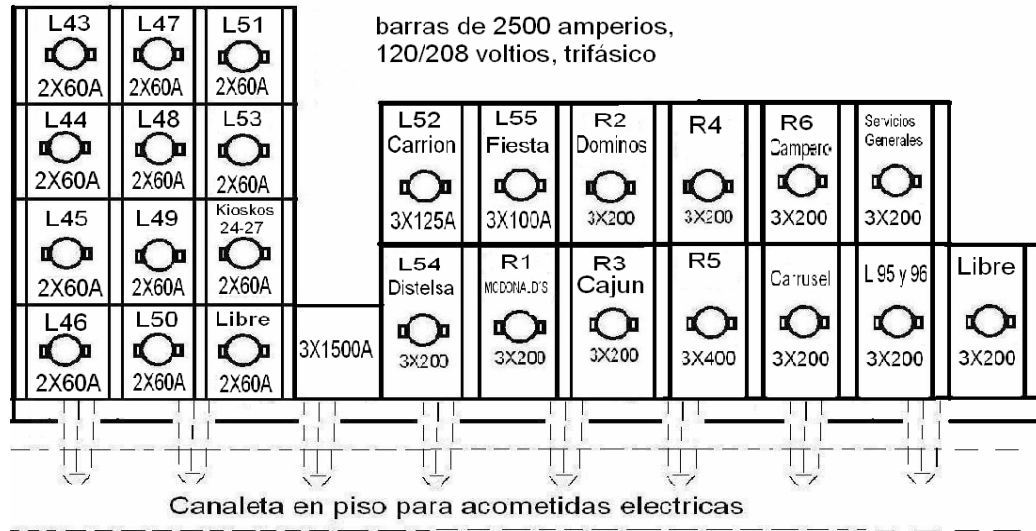 barras de 2500 amperios,
120/208 voltios, trifásico
L43
2X60A
L47
2X60A
L51
2X60A
L44
2X60A
L48
2X60A
L53
2X60A
L45
2X60A
L49
2X60A
Kioskos
24-27
2X60A
L46
2X60A
L50
2X60A
Libre
2X60A
3X1500A
L52
Carrion
3X125A
L55
Fiesta
3X100A
R2
Dominos
3X200
R4
3X200
R6
Campero
3X200
Servicios
Generales
3X200
L54
Distelsa
3X200
R1
MCDONALD'S
3X200
R3
Cajun
3X200
R5
3X400
Carrusel
3X200
L 95 y 96
3X200
Libre
3X200
Canaleta en piso para acometidas electricas